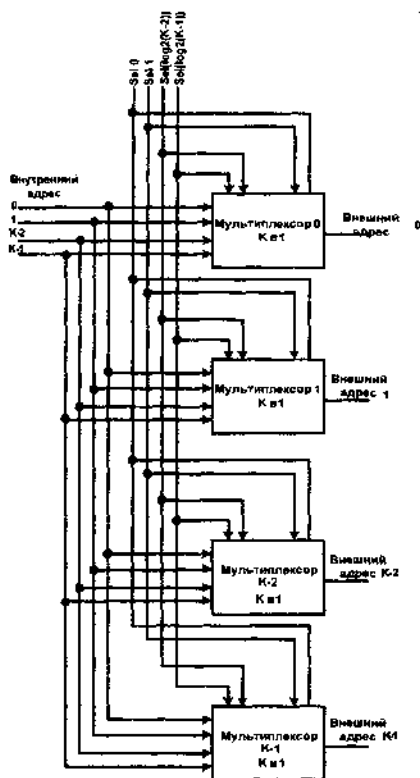 Sel 0
Sel 1
Sel(log2(K-2))
Sel(log2(K-1))
Внутренний
адрес
0
1
K-2
K-1
Мультиплексор 0
K в 1
Внешний
адрес 0
Мультиплексор 1
K в 1
Внешний
адрес 1
Мультиплексор
K-2
K в 1
Внешний
адрес K-2
Мультиплексор
K-1
K в 1
Внешний
адрес K-1